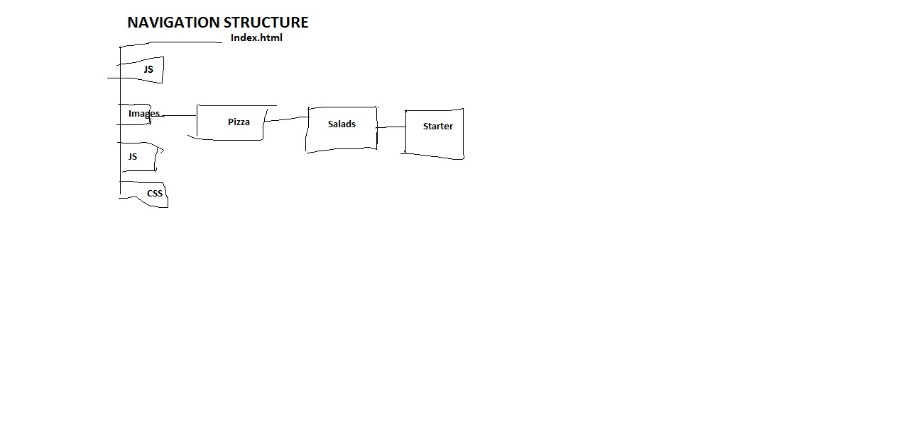 NAVIGATION STRUCTURE
Index.html
JS
Images
Pizza
Salads
Starter
JS
CSS